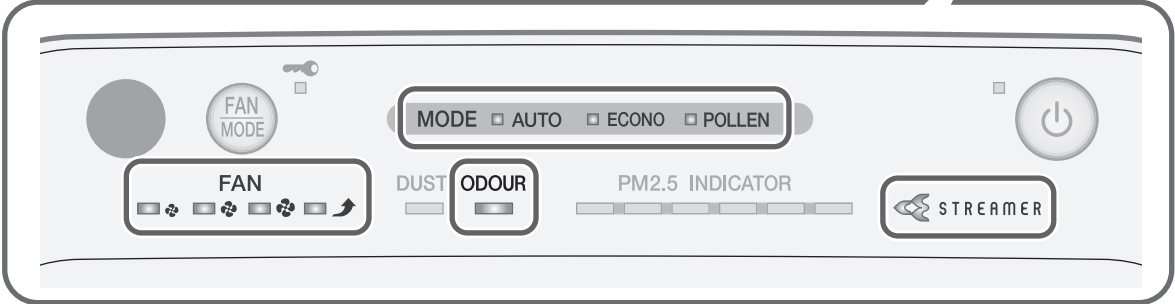 FAN
MODE
MODE AUTO ECONO POLLEN
FAN
DUST
ODOUR
PM2.5 INDICATOR
STREAMER